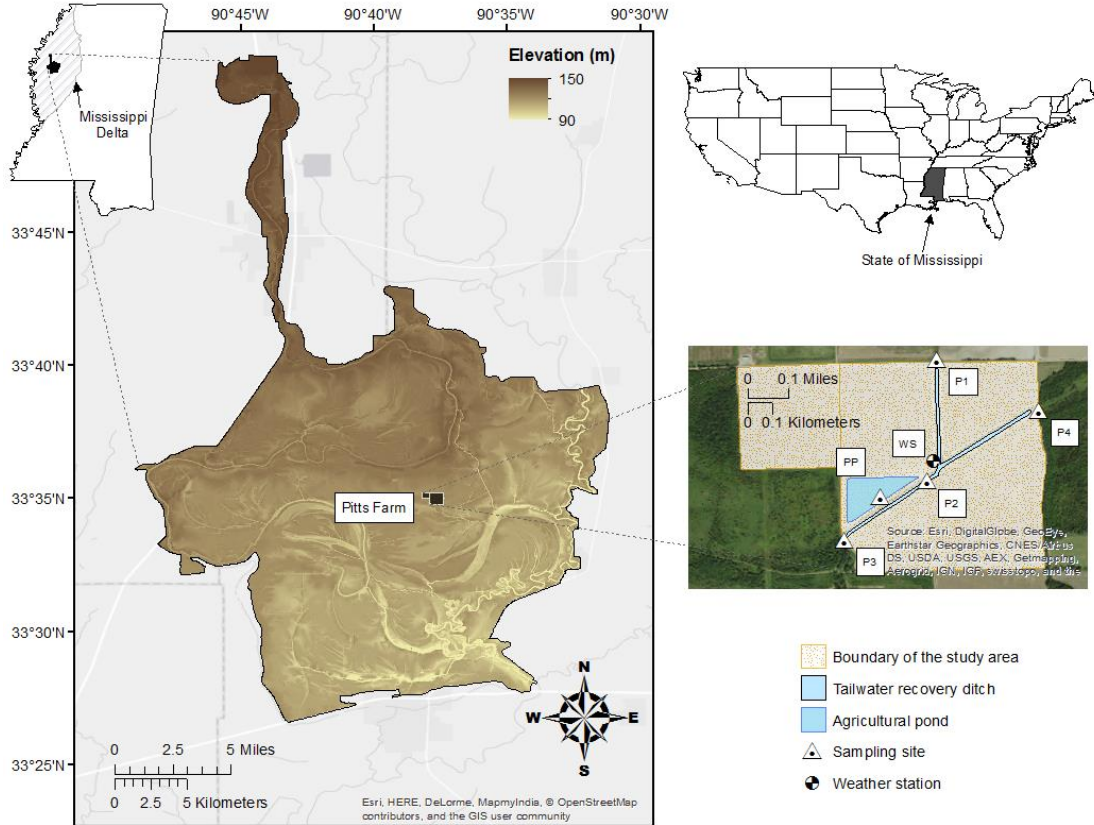 90°45'W
90°40'W
90°35'W
90°30'W
Elevation (m)
150
90
Mississippi
Delta
33°45'N
33°40'N
33°35'N
33°30'N
33°25'N
Pitts Farm
N
W
E
S
0 2.5 5 Miles
0 2.5 5 Kilometers
Esri, HERE, DeLorme, MapmyIndia, © OpenStreetMap
contributors, and the GIS user community
State of Mississippi
0 0.1 Miles
0 0.1 Kilometers
P1
P4
WS
PP
P2
P3
Source: Esri, DigitalGlobe, GeoEye,
Earthstar Geographics, CNES/Airbus
DS, USDA, USGS, AEX, Getmapping,
Aerogrid, IGN, IGP, swisstopo, and the
Boundary of the study area
Tailwater recovery ditch
Agricultural pond
Sampling site
Weather station